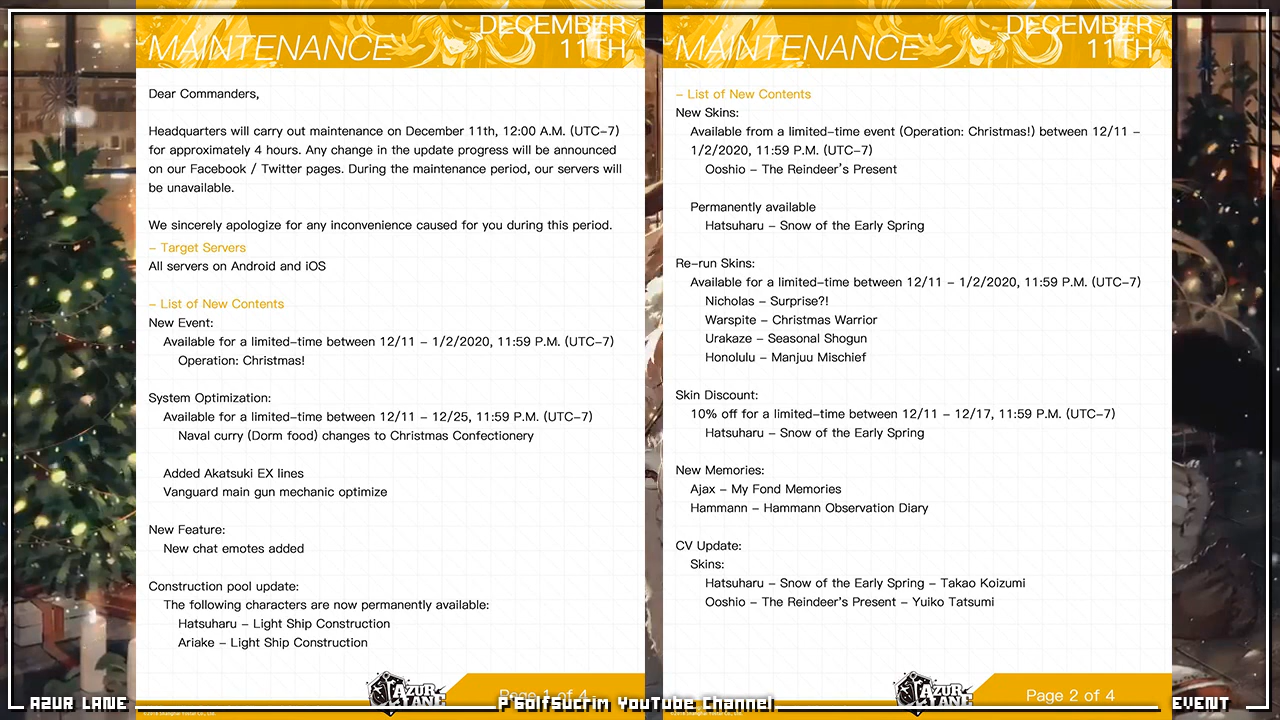 MAINTENANCE
DECEMBER
11TH
Dear Commanders,
Headquarters will carry out maintenance on December 11th, 12:00 A.M. (UTC-7)
for approximately 4 hours. Any change in the update progress will be announced
on our Facebook / Twitter pages. During the maintenance period, our servers will
be unavailable.
We sincerely apologize for any inconvenience caused for you during this period.
- Target Servers
All servers on Android and iOS
- List of New Contents
New Event:
Available for a limited-time between 12/11 - 1/2/2020, 11:59 P.M. (UTC-7)
Operation: Christmas!
System Optimization:
Available for a limited-time between 12/11 - 12/25, 11:59 P.M. (UTC-7)
Naval curry (Dorm food) changes to Christmas Confectionery
Added Akatsuki EX lines
Vanguard main gun mechanic optimize
New Feature:
New chat emotes added
Construction pool update:
The following characters are now permanently available:
Hatsuharu - Light Ship Construction
Ariake - Light Ship Construction
AZUR LANE
Page 1 of 4
MAINTENANCE
DECEMBER
11TH
- List of New Contents
New Skins:
Available from a limited-time event (Operation: Christmas!) between 12/11 -
1/2/2020, 11:59 P.M. (UTC-7)
Ooshio - The Reindeer's Present
Permanently available
Hatsuharu - Snow of the Early Spring
Re-run Skins:
Available for a limited-time between 12/11 - 1/2/2020, 11:59 P.M. (UTC-7)
Nicholas - Surprise?!
Warspite - Christmas Warrior
Urakaze - Seasonal Shogun
Honolulu - Manjuu Mischief
Skin Discount:
10% off for a limited-time between 12/11 - 12/17, 11:59 P.M. (UTC-7)
Hatsuharu - Snow of the Early Spring
New Memories:
Ajax - My Fond Memories
Hammann - Hammann Observation Diary
CV Update:
Skins:
Hatsuharu - Snow of the Early Spring - Takao Koizumi
Ooshio - The Reindeer's Present - Yuiko Tatsumi
AZUR LANE
Page 2 of 4
AZUR LANE
P'GolfSucrim YouTube Channel
EVENT